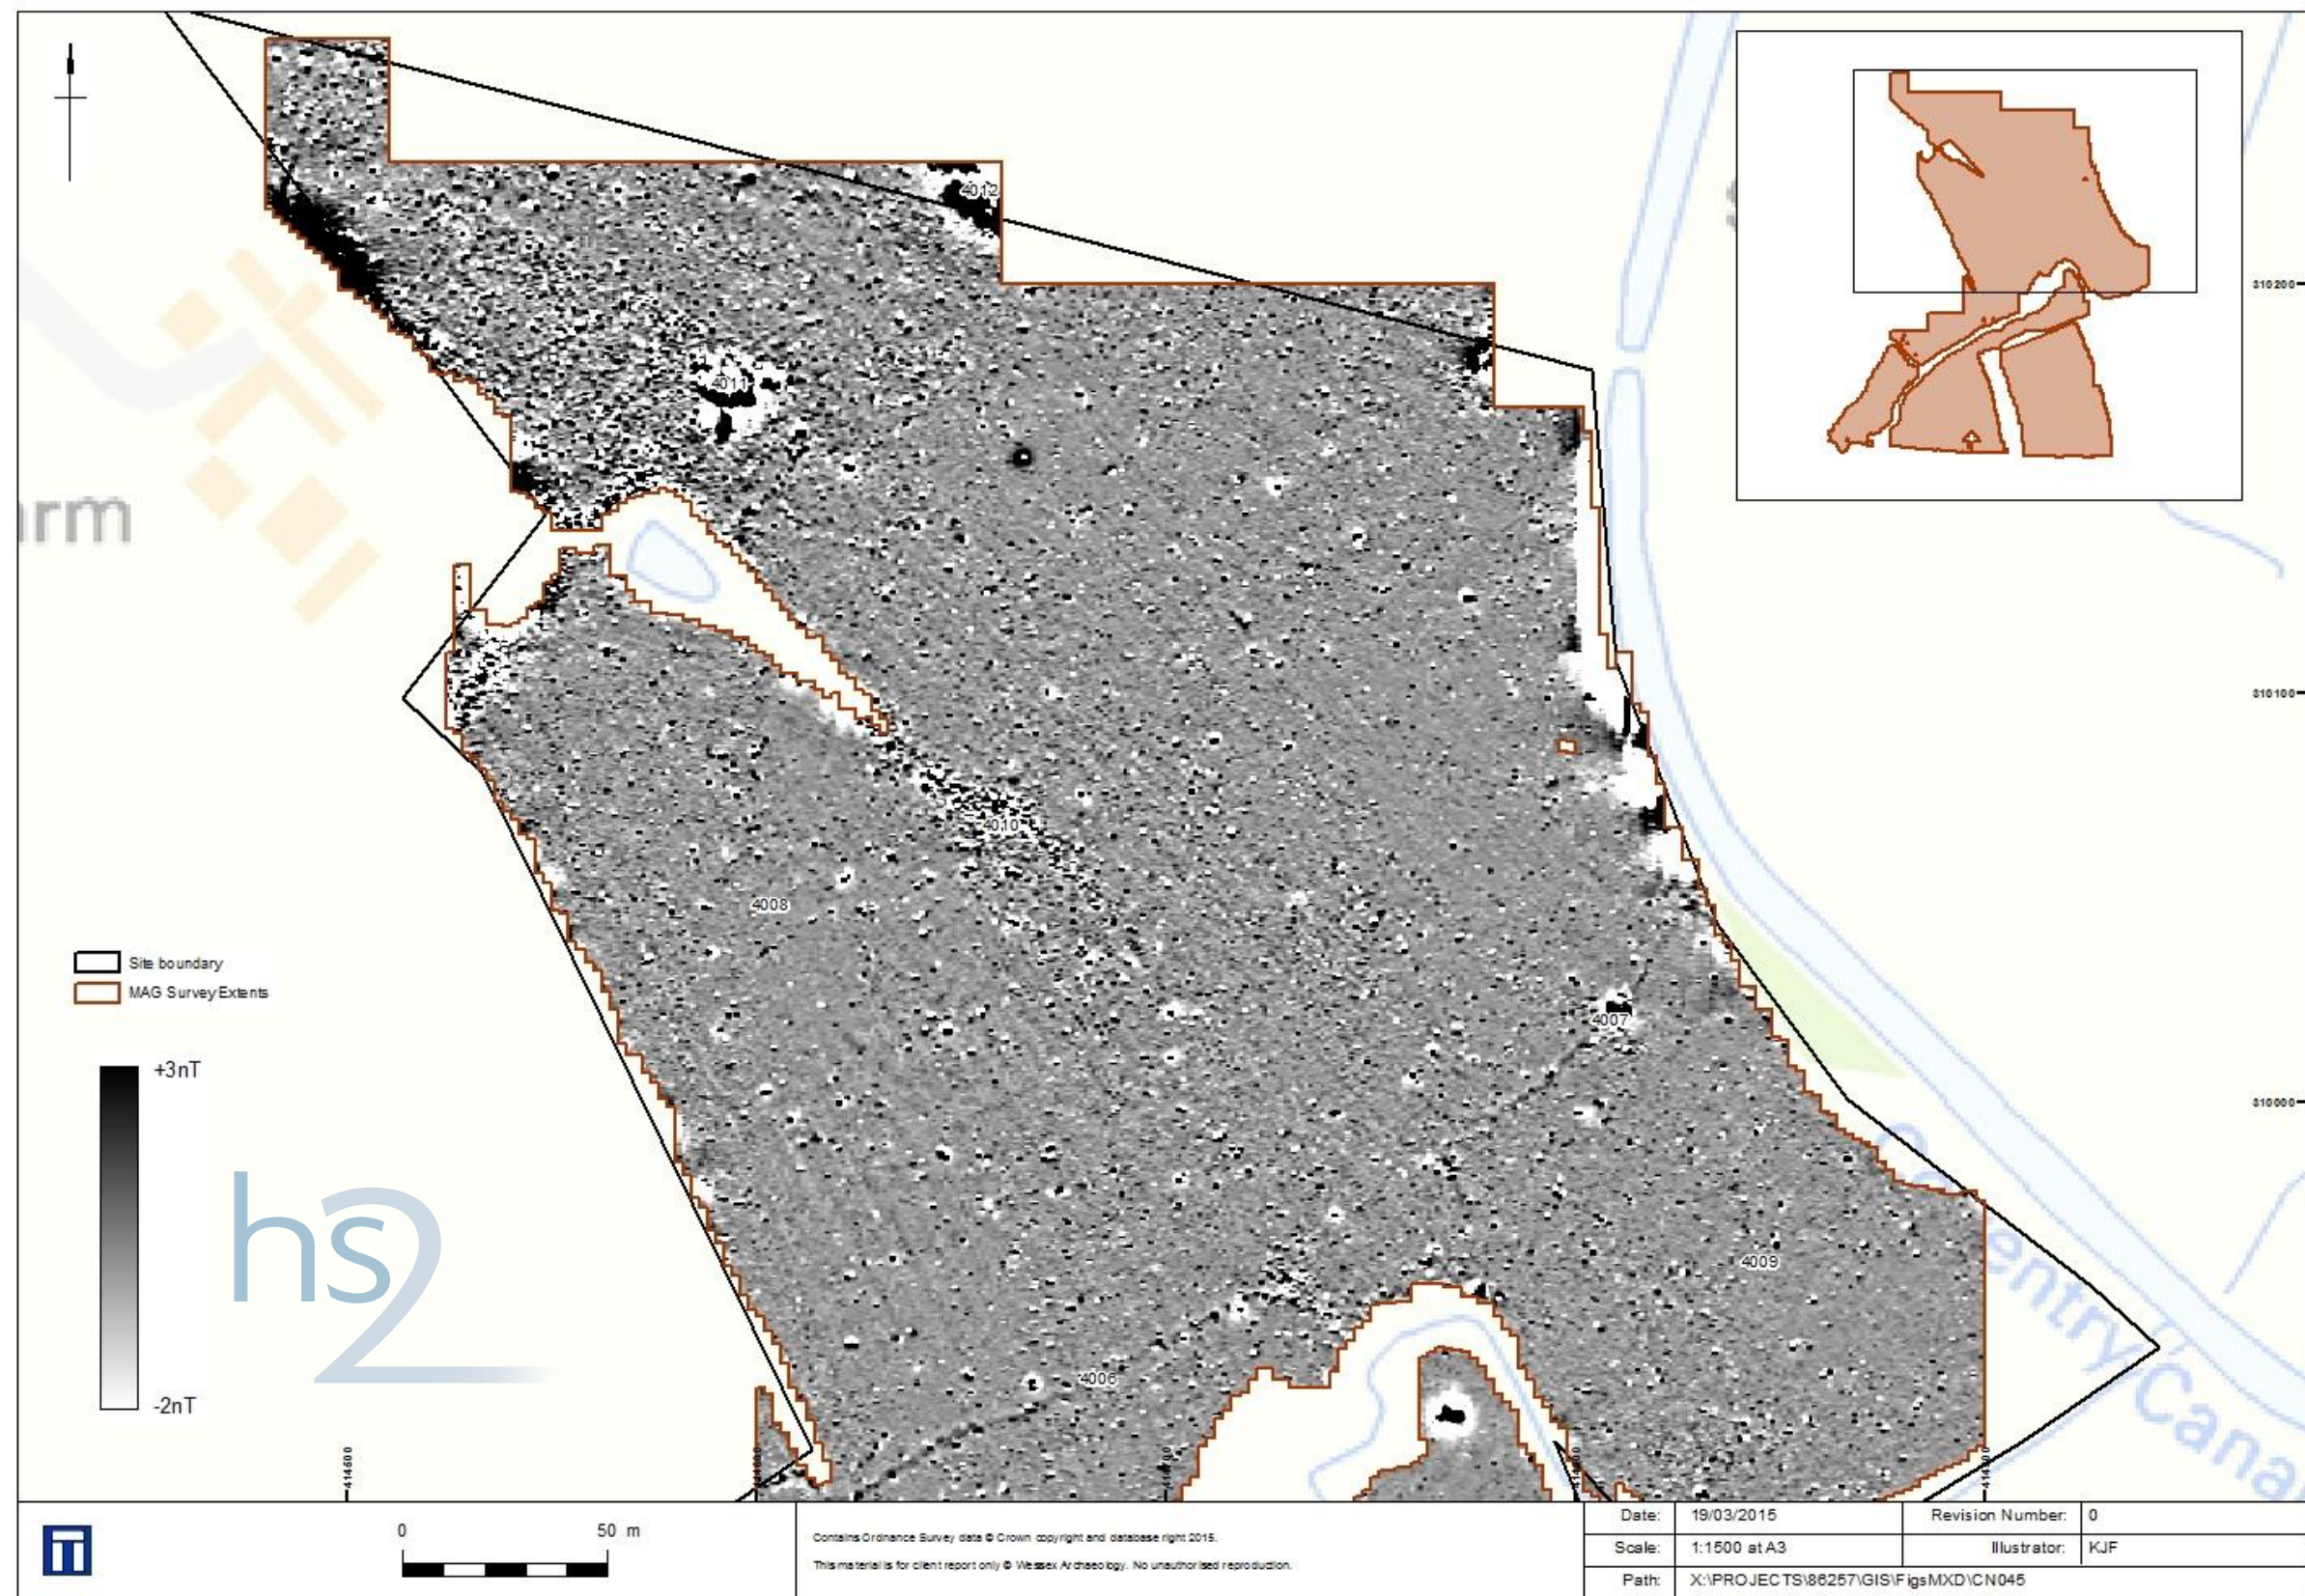 4012
310200
4011
arm
310100
4010
4008
Site boundary
MAG Survey Extents
4007
+3nT
310000
hs2
4009
entry Canal
4006
-2nT
0 50 m
Contains Ordnance Survey data © Crown copyright and database right 2015.
This material is for client report only © Wessex Archaeology. No unauthorised reproduction.
Date: 19/03/2015 Revision Number: 0
Scale: 1:1500 at A3 Illustrator: KJF
Path: X:\PROJECTS\86257\GIS\FigsMXD\CN045